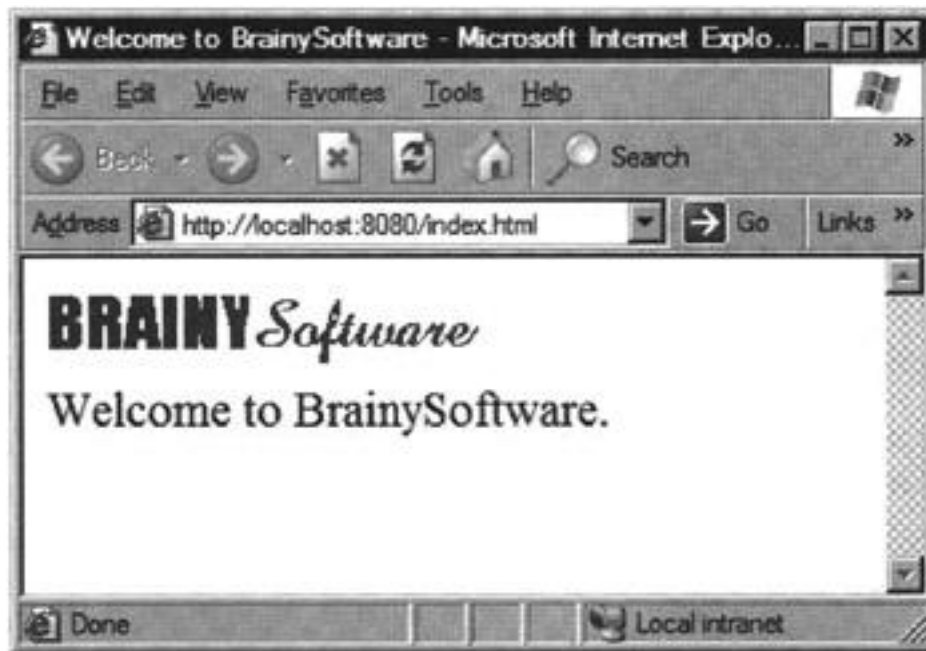 Welcome to BrainySoftware - Microsoft Internet Explo...
File Edit View Favorites Tools Help
Back Search »
Address http://localhost:8080/index.html Go Links »
BRAINY Software
Welcome to BrainySoftware.
Done Local intranet